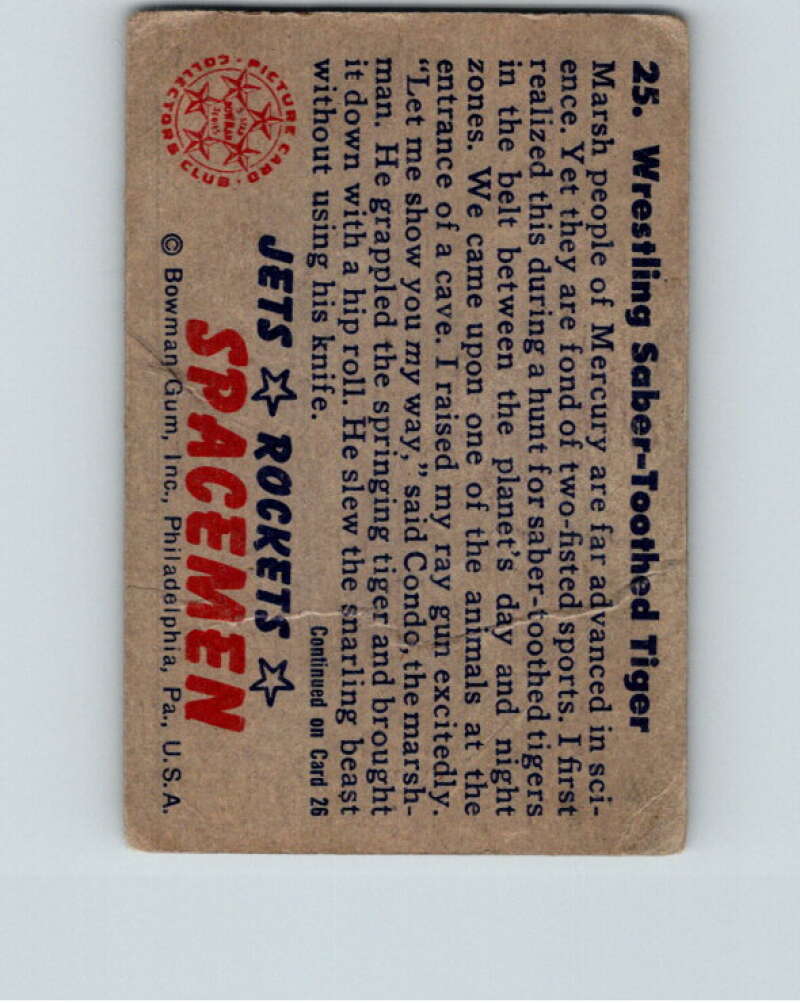 25. Wrestling Saber-Toothed Tiger
Marsh people of Mercury are far advanced in sci-
ence. Yet they are fond of two-fisted sports. I first
realized this during a hunt for saber-toothed tigers
in the belt between the planet's day and night
zones. We came upon one of the animals at the
entrance of a cave. I raised my ray gun excitedly.
“Let me show you my way,” said Condo, the marsh-
man. He grappled the springing tiger and brought
it down with a hip roll. He slew the snarling beast
without using his knife.
Continued on Card 26
JETS ☆ ROCKETS ☆
SPACEMEN
© Bowman Gum, Inc., Philadelphia, Pa., U.S.A.
PICTURE CARD
COLLECTORS CLUB
5 STAR
BOWMAN